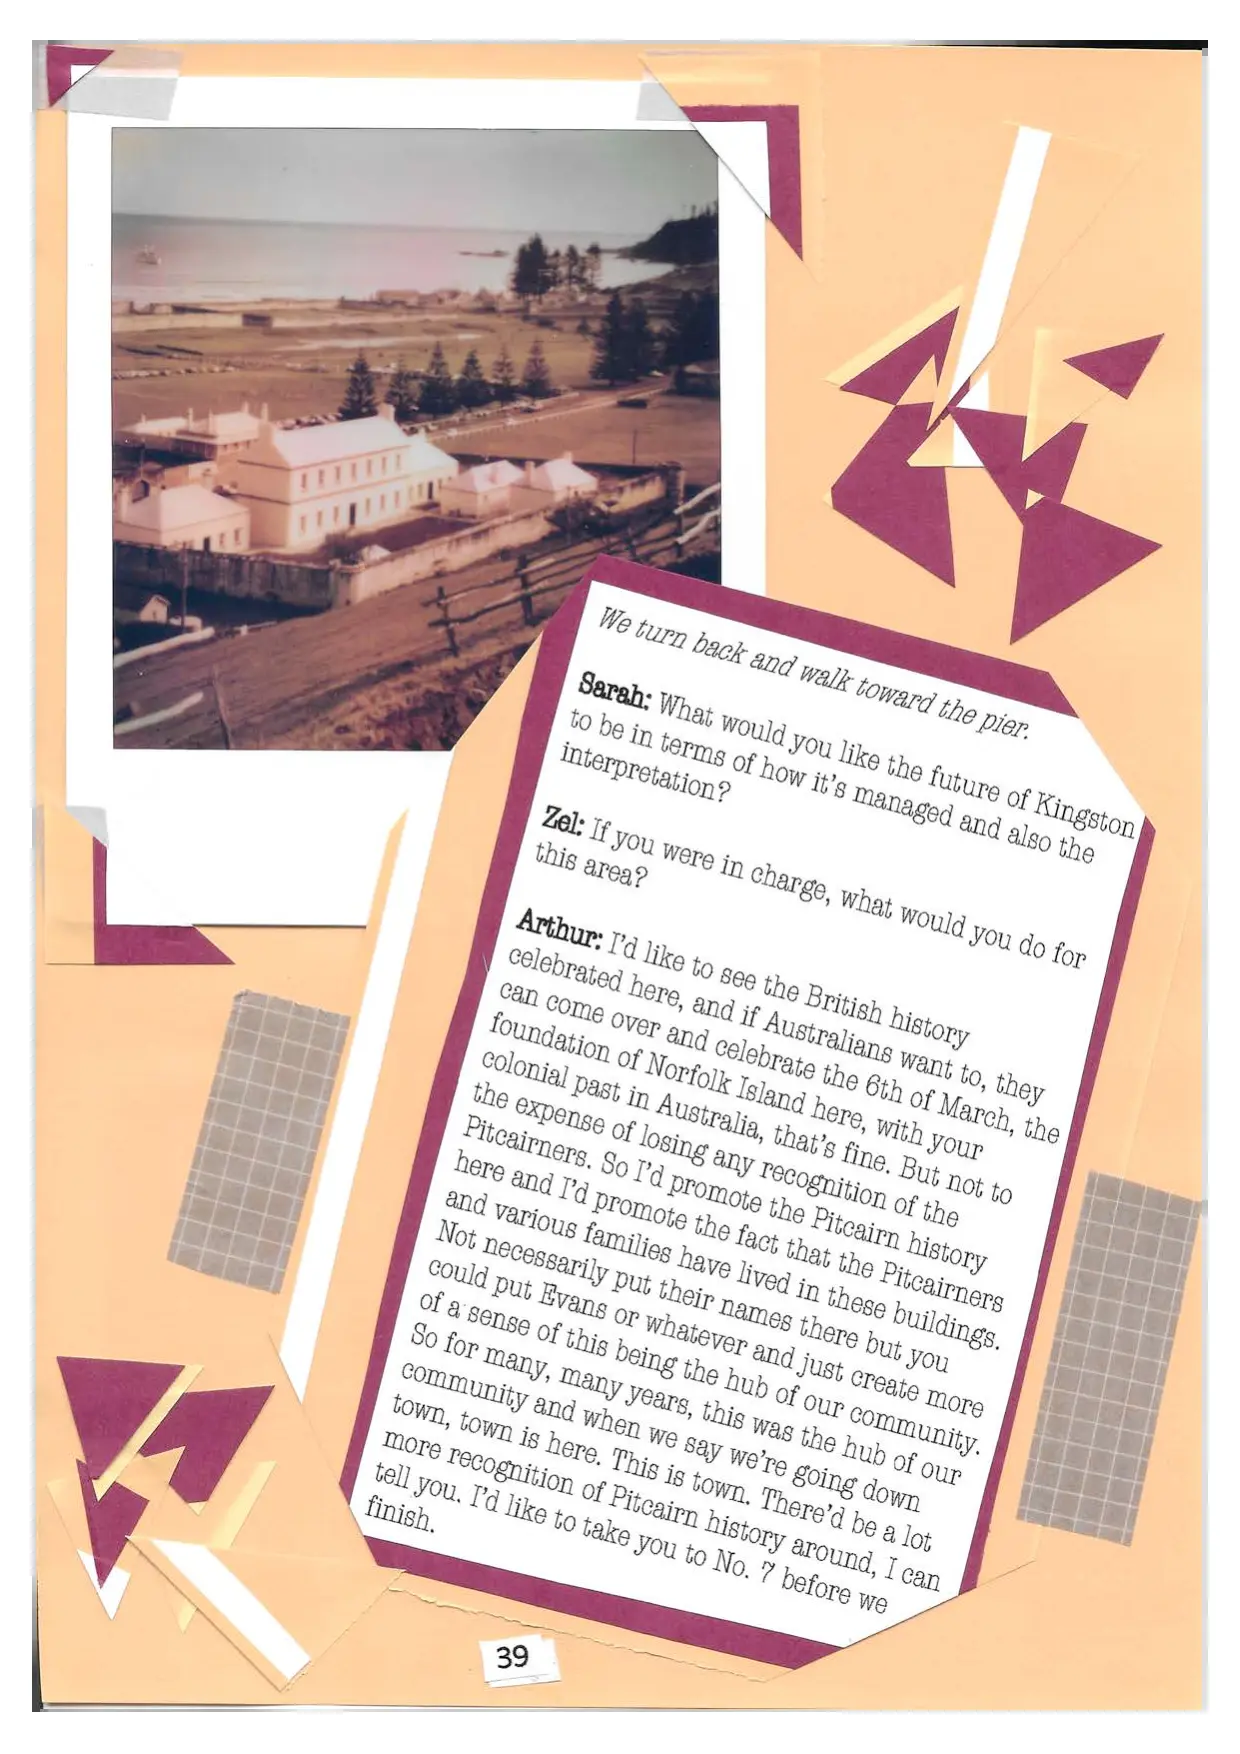 We turn back and walk toward the pier.
Sarah: What would you like the future of Kingston
to be in terms of how it's managed and also the
interpretation?
Zel: If you were in charge, what would you do for
this area?
Arthur: I'd like to see the British history
celebrated here, and if Australians want to, they
can come over and celebrate the 6th of March, the
foundation of Norfolk Island here, with your
colonial past in Australia, that's fine. But not to
the expense of losing any recognition of the
Pitcairners. So I'd promote the Pitcairn history
here and I'd promote the fact that the Pitcairners
and various families have lived in these buildings.
Not necessarily put their names there but you
could put Evans or whatever and just create more
of a sense of this being the hub of our community.
So for many, many years, this was the hub of our
community and when we say we're going down
town, town is here. This is town. There'd be a lot
more recognition of Pitcairn history around, I can
tell you. I'd like to take you to No. 7 before we
finish.
39